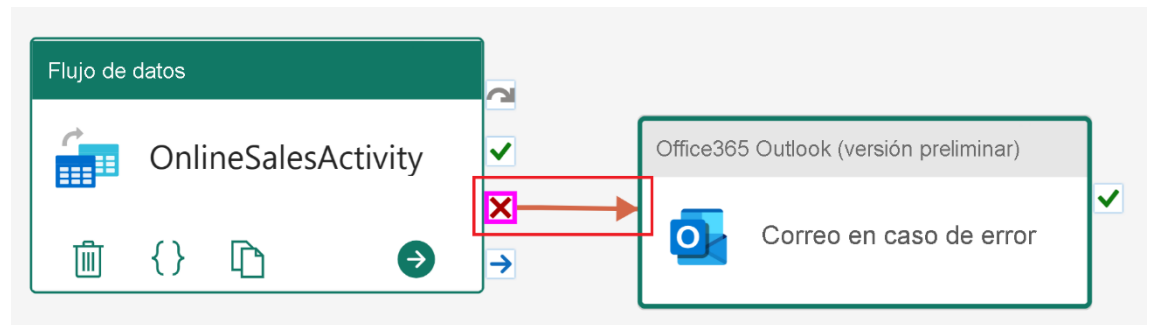 Flujo de datos
OnlineSalesActivity
Office365 Outlook (versión preliminar)
Correo en caso de error